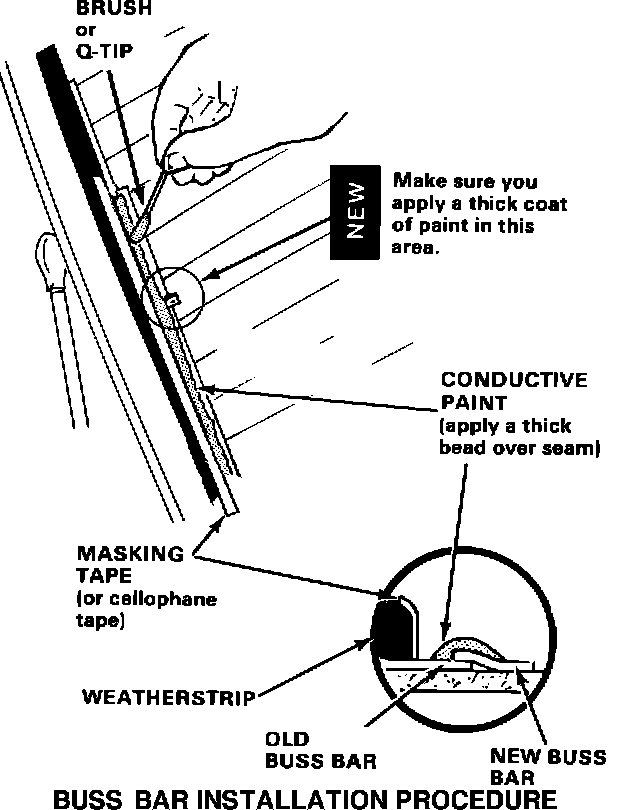 BRUSH
or
Q-TIP
NEW
Make sure you
apply a thick coat
of paint in this
area.
CONDUCTIVE
PAINT
(apply a thick
bead over seam)
MASKING
TAPE
(or cellophane
tape)
WEATHERSTRIP
OLD
BUSS BAR
NEW BUSS
BAR
BUSS BAR INSTALLATION PROCEDURE